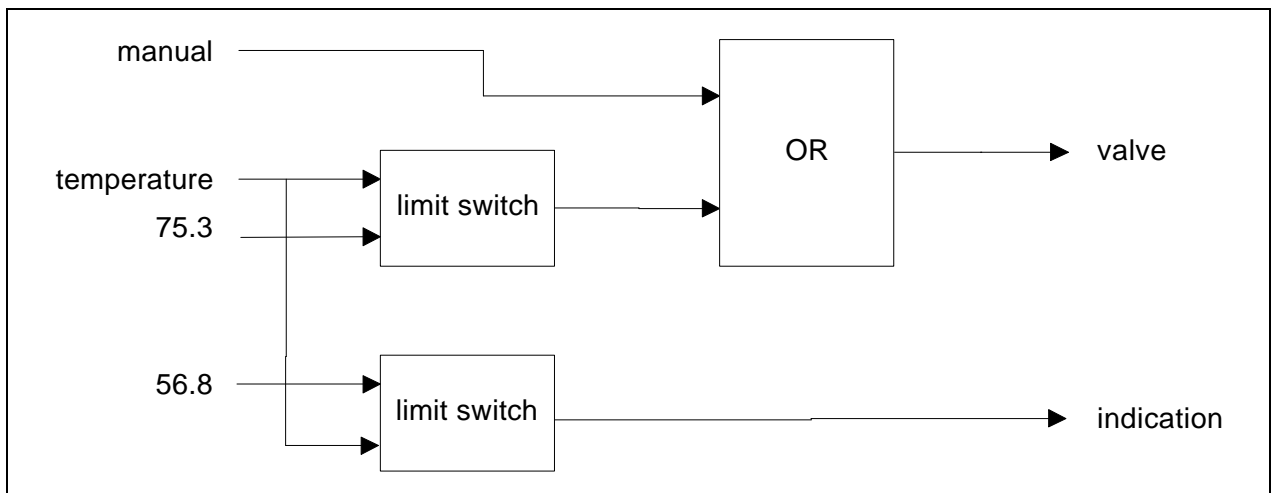 manual
OR
valve
temperature
limit switch
75.3
56.8
limit switch
indication